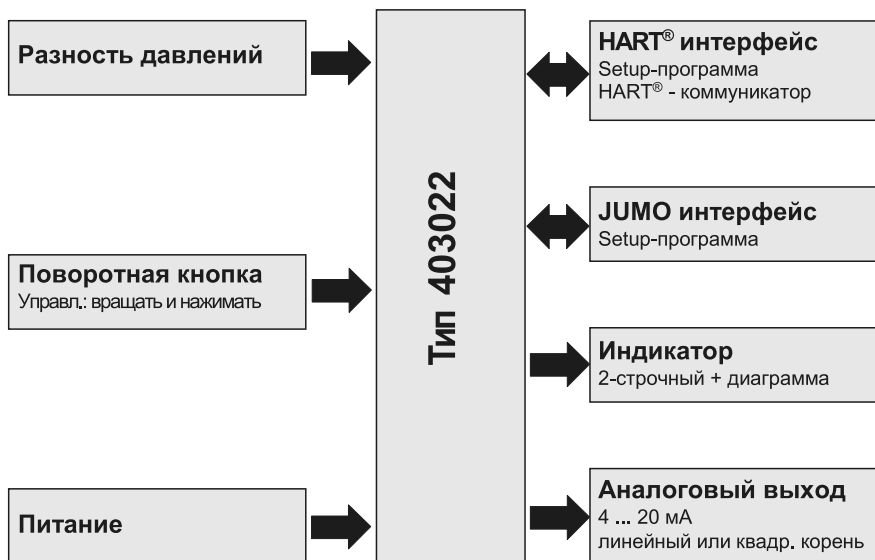 Разность давлений
Поворотная кнопка
Управл.: вращать и нажимать
Питание
Тип 403022
HART® интерфейс
Setup-программа
HART® - коммуникатор
JUMO интерфейс
Setup-программа
Индикатор
2-строчный + диаграмма
Аналоговый выход
4 ... 20 мА
линейный или квадр. корень